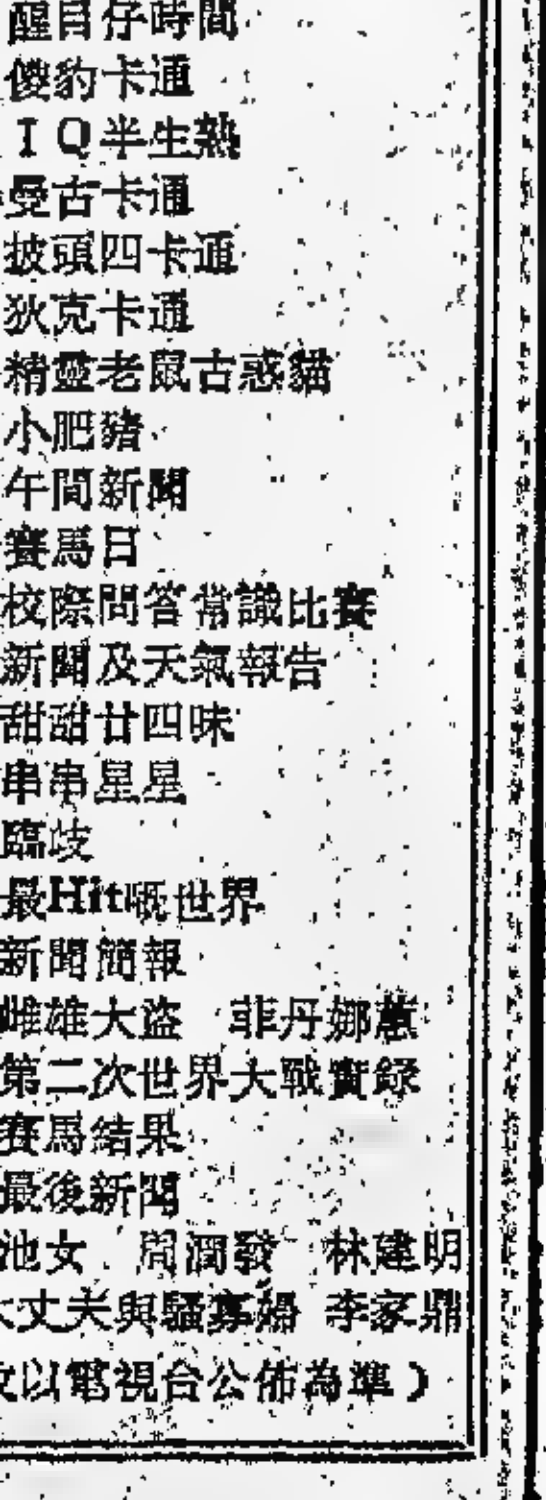 醒目仔時間
傻豹卡通
IQ半生熟
曼古卡通
披頭四卡通
狄克卡通
精靈老鼠古惑貓
小肥豬
午間新聞
賽馬日
校際問答常識比賽
新聞及天氣報告
甜甜廿四味
串串星星
臨歧
最Hit嘅世界
新聞簡報
雌雄大盜 菲丹娜蕙
第二次世界大戰實錄
賽馬結果
最後新聞
池女 周潤發 林建明
大丈夫與騷寡婦 李家鼎
以電視台公佈為準）